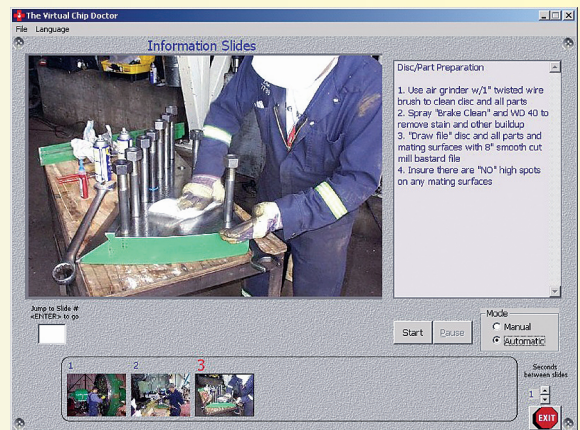 The Virtual Chip Doctor
File Language
Information Slides
Disc/Part Preparation
1. Use air grinder w/1" twisted wire
brush to clean disc and all parts
2. Spray "Brake Clean" and WD 40 to
remove stain and other buildup
3. "Draw file" disc and all parts and
mating surfaces with 8" smooth cut
mill bastard file
4. Insure there are "NO" high spots
on any mating surfaces
Jump to Slide #
<ENTER> to go
Start
Pause
Mode
Manual
Automatic
1
2
3
Seconds
between slides
1
EXIT